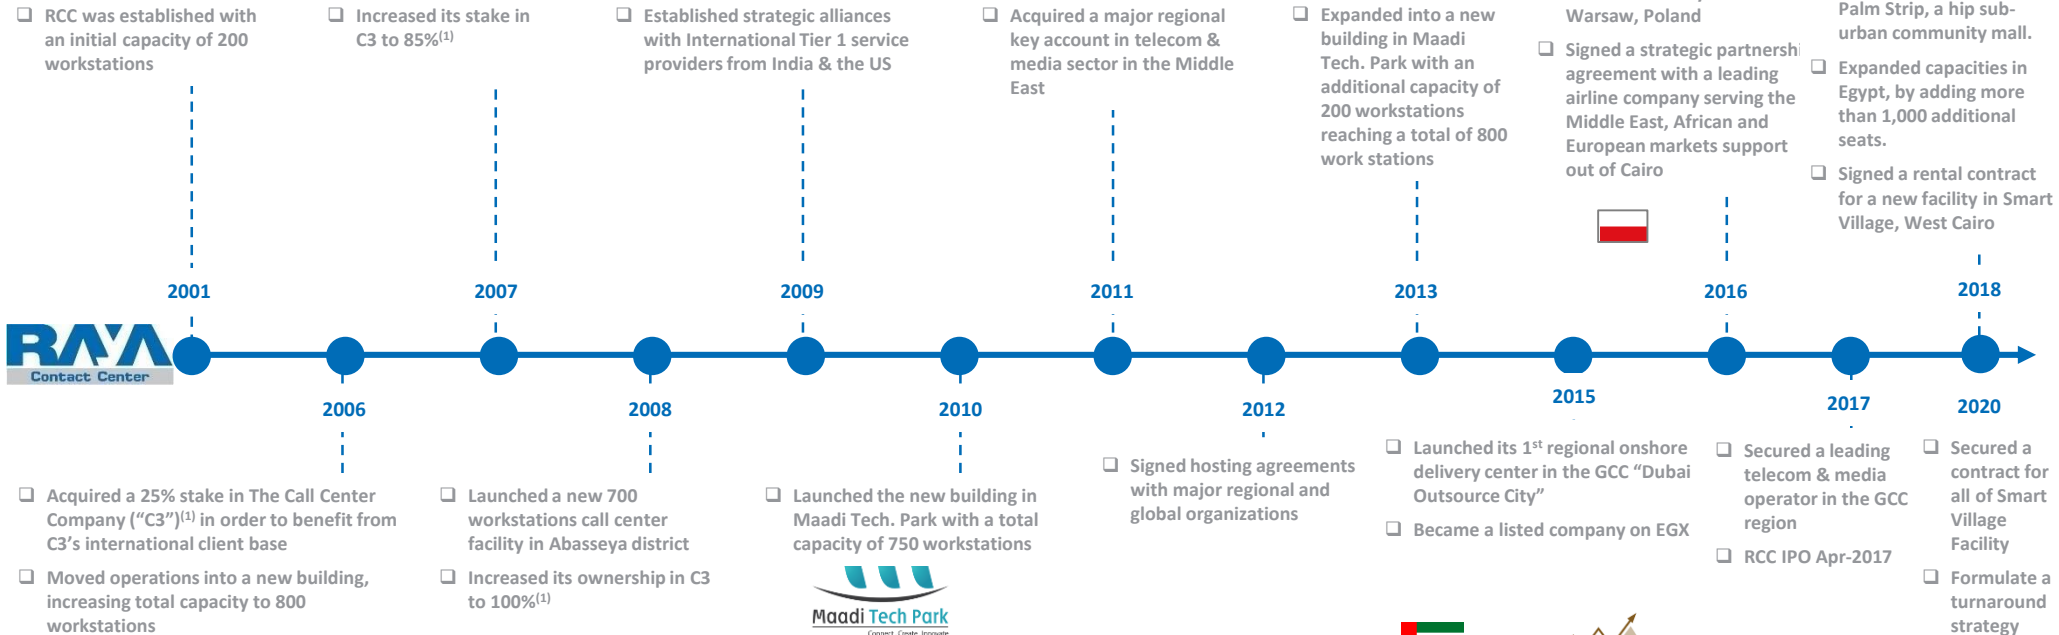 ❑ RCC was established with
an initial capacity of 200
workstations
❑ Increased its stake in
C3 to 85%(1)
❑ Established strategic alliances
with International Tier 1 service
providers from India & the US
❑ Acquired a major regional
key account in telecom &
media sector in the Middle
East
❑ Expanded into a new
building in Maadi
Tech. Park with an
additional capacity of
200 workstations
reaching a total of 800
work stations
Warsaw, Poland
❑ Signed a strategic partnershi
agreement with a leading
airline company serving the
Middle East, African and
European markets support
out of Cairo
Palm Strip, a hip sub-
urban community mall.
❑ Expanded capacities in
Egypt, by adding more
than 1,000 additional
seats.
❑ Signed a rental contract
for a new facility in Smart
Village, West Cairo
2001
2007
2009
2011
2013
2016
2018
RAYA
Contact Center
2006
2008
2010
2012
2015
2017
2020
❑ Acquired a 25% stake in The Call Center
Company (“C3”)(1) in order to benefit from
C3’s international client base
❑ Moved operations into a new building,
increasing total capacity to 800
workstations
❑ Launched a new 700
workstations call center
facility in Abasseya district
❑ Increased its ownership in C3
to 100%(1)
❑ Launched the new building in
Maadi Tech. Park with a total
capacity of 750 workstations
Maadi Tech Park
Connect. Create. Innovate
❑ Signed hosting agreements
with major regional and
global organizations
❑ Launched its 1st regional onshore
delivery center in the GCC “Dubai
Outsource City”
❑ Became a listed company on EGX
❑ Secured a leading
telecom & media
operator in the GCC
region
❑ RCC IPO Apr-2017
❑ Secured a
contract for
all of Smart
Village
Facility
❑ Formulate a
turnaround
strategy